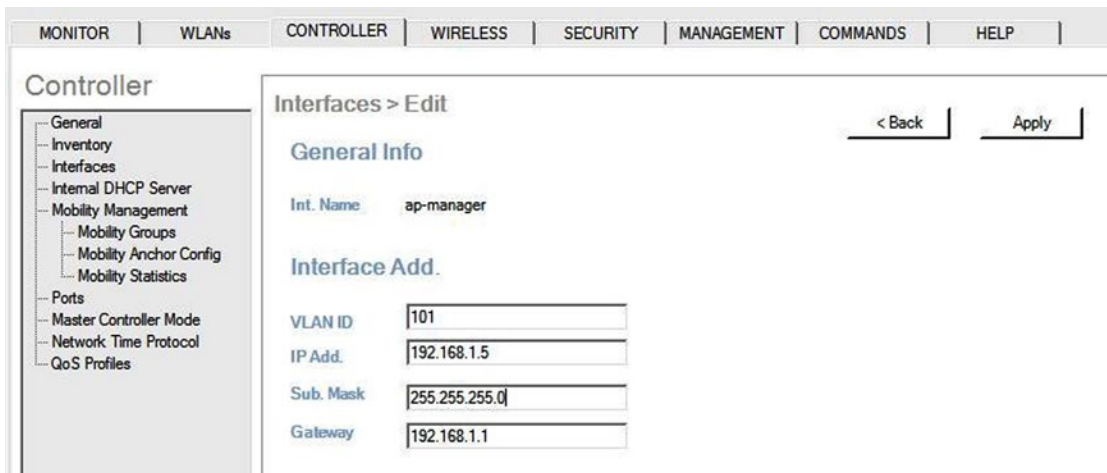 MONITOR WLANs CONTROLLER WIRELESS SECURITY MANAGEMENT COMMANDS HELP
Controller
General
Inventory
Interfaces
Internal DHCP Server
Mobility Management
Mobility Groups
Mobility Anchor Config
Mobility Statistics
Ports
Master Controller Mode
Network Time Protocol
QoS Profiles
Interfaces > Edit
< Back Apply
General Info
Int. Name ap-manager
Interface Add.
VLAN ID 101
IP Add. 192.168.1.5
Sub. Mask 255.255.255.0
Gateway 192.168.1.1